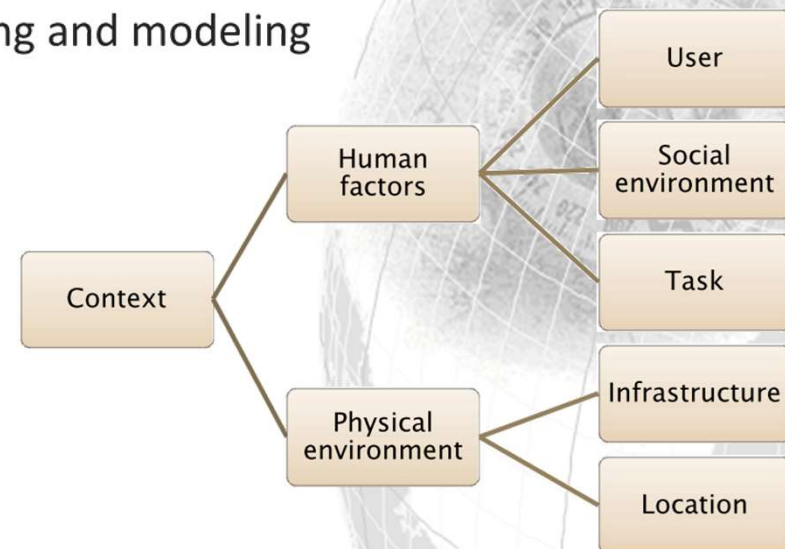 ng and modeling
User
Human
factors
Social
environment
Context
Task
Infrastructure
Physical
environment
Location